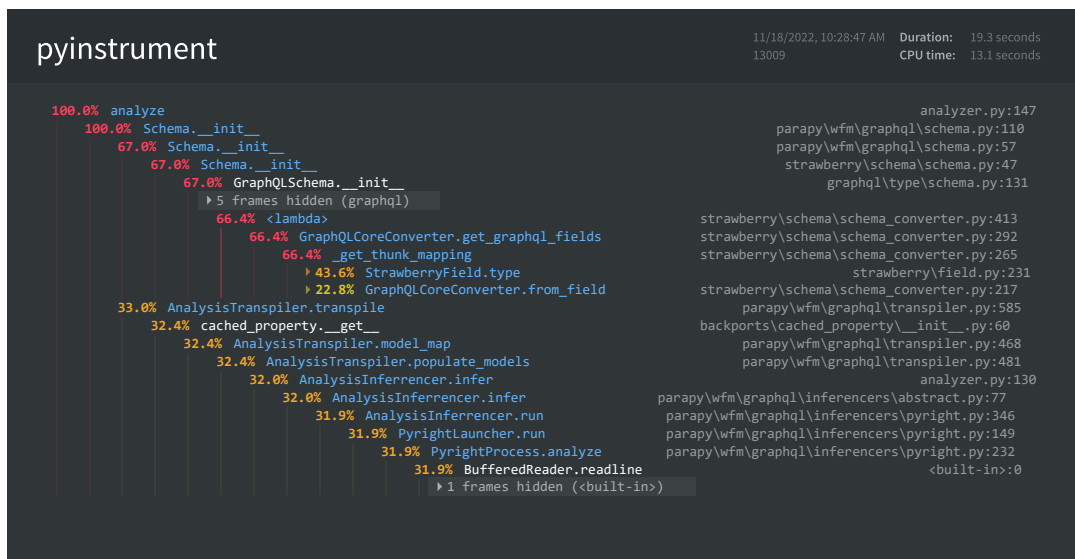 pyinstrument
11/18/2022, 10:28:47 AM Duration: 19.3 seconds
13009 CPU time: 13.1 seconds
100.0% analyze analyzer.py:147
100.0% Schema.__init__ parapy\wfm\graphql\schema.py:110
67.0% Schema.__init__ parapy\wfm\graphql\schema.py:57
67.0% Schema.__init__ strawberry\schema\schema.py:47
67.0% GraphQLSchema.__init__ graphql\type\schema.py:131
5 frames hidden (graphql)
66.4% <lambda> strawberry\schema\schema_converter.py:413
66.4% GraphQLCoreConverter.get_graphql_fields strawberry\schema\schema_converter.py:292
66.4% _get_thunk_mapping strawberry\schema\schema_converter.py:265
43.6% StrawberryField.type strawberry\field.py:231
22.8% GraphQLCoreConverter.from_field strawberry\schema\schema_converter.py:217
33.0% AnalysisTranspiler.transpile parapy\wfm\graphql\transpiler.py:585
32.4% cached_property.__get__ backports\cached_property\__init__.py:60
32.4% AnalysisTranspiler.model_map parapy\wfm\graphql\transpiler.py:468
32.4% AnalysisTranspiler.populate_models parapy\wfm\graphql\transpiler.py:481
32.0% AnalysisInferrencer.infer analyzer.py:130
32.0% AnalysisInferrencer.infer parapy\wfm\graphql\inferencers\abstract.py:77
31.9% AnalysisInferrencer.run parapy\wfm\graphql\inferencers\pyright.py:346
31.9% PyrightLauncher.run parapy\wfm\graphql\inferencers\pyright.py:149
31.9% PyrightProcess.analyze parapy\wfm\graphql\inferencers\pyright.py:232
31.9% BufferedReader.readline <built-in>:0
1 frames hidden (<built-in>)